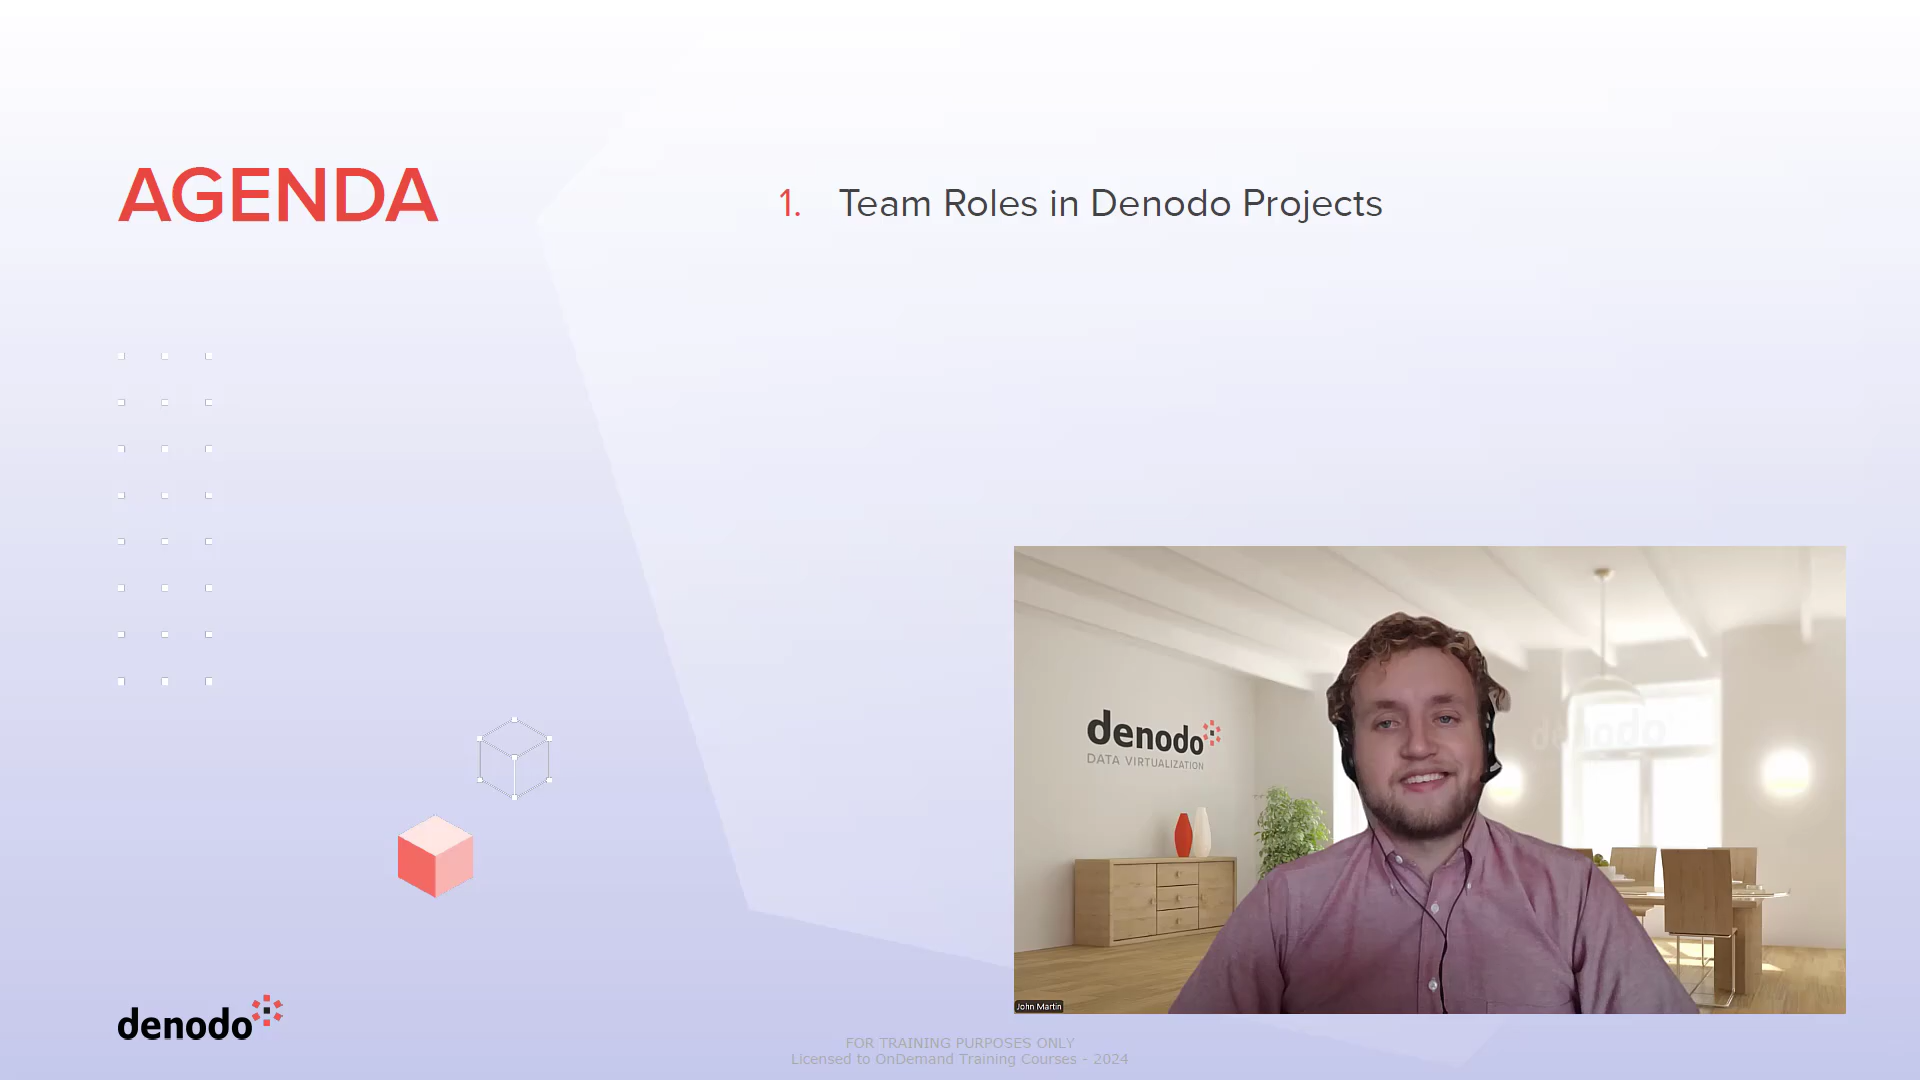 AGENDA
1. Team Roles in Denodo Projects
denodo
DATA VIRTUALIZATION
denodo
John Martin
denodo
FOR TRAINING PURPOSES ONLY
Licensed to OnDemand Training Courses - 2024